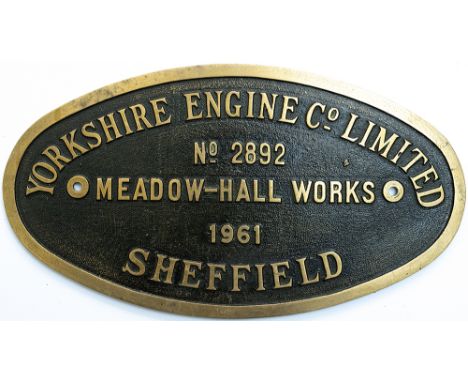 YORKSHIRE ENGINE Co. LIMITED
No 2892
MEADOW-HALL WORKS
1961
SHEFFIELD